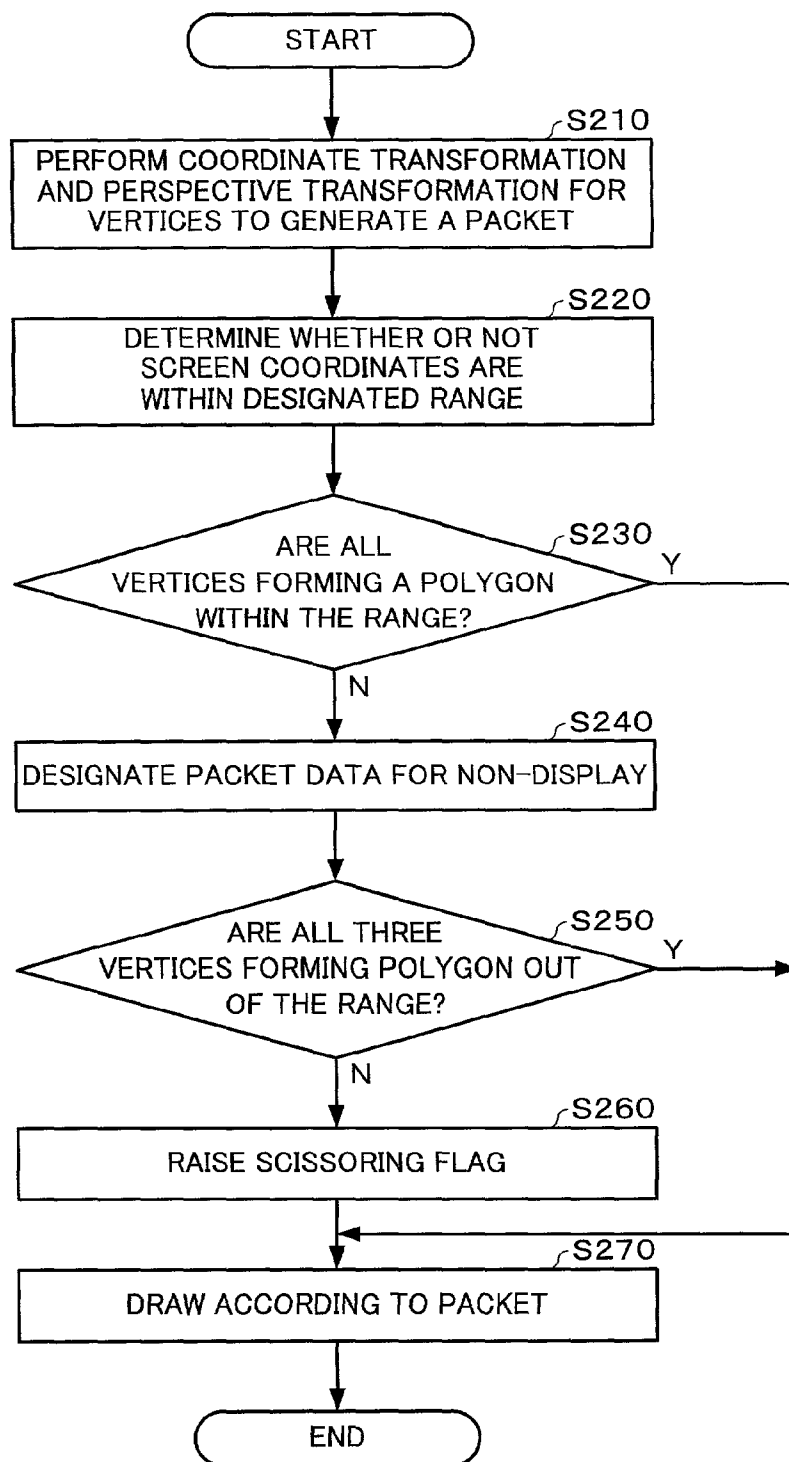 START
S210
PERFORM COORDINATE TRANSFORMATION
AND PERSPECTIVE TRANSFORMATION FOR
VERTICES TO GENERATE A PACKET
S220
DETERMINE WHETHER OR NOT
SCREEN COORDINATES ARE
WITHIN DESIGNATED RANGE
S230
ARE ALL
VERTICES FORMING A POLYGON
WITHIN THE RANGE?
Y
N
S240
DESIGNATE PACKET DATA FOR NON-DISPLAY
S250
ARE ALL THREE
VERTICES FORMING POLYGON OUT
OF THE RANGE?
Y
N
S260
RAISE SCISSORING FLAG
S270
DRAW ACCORDING TO PACKET
END